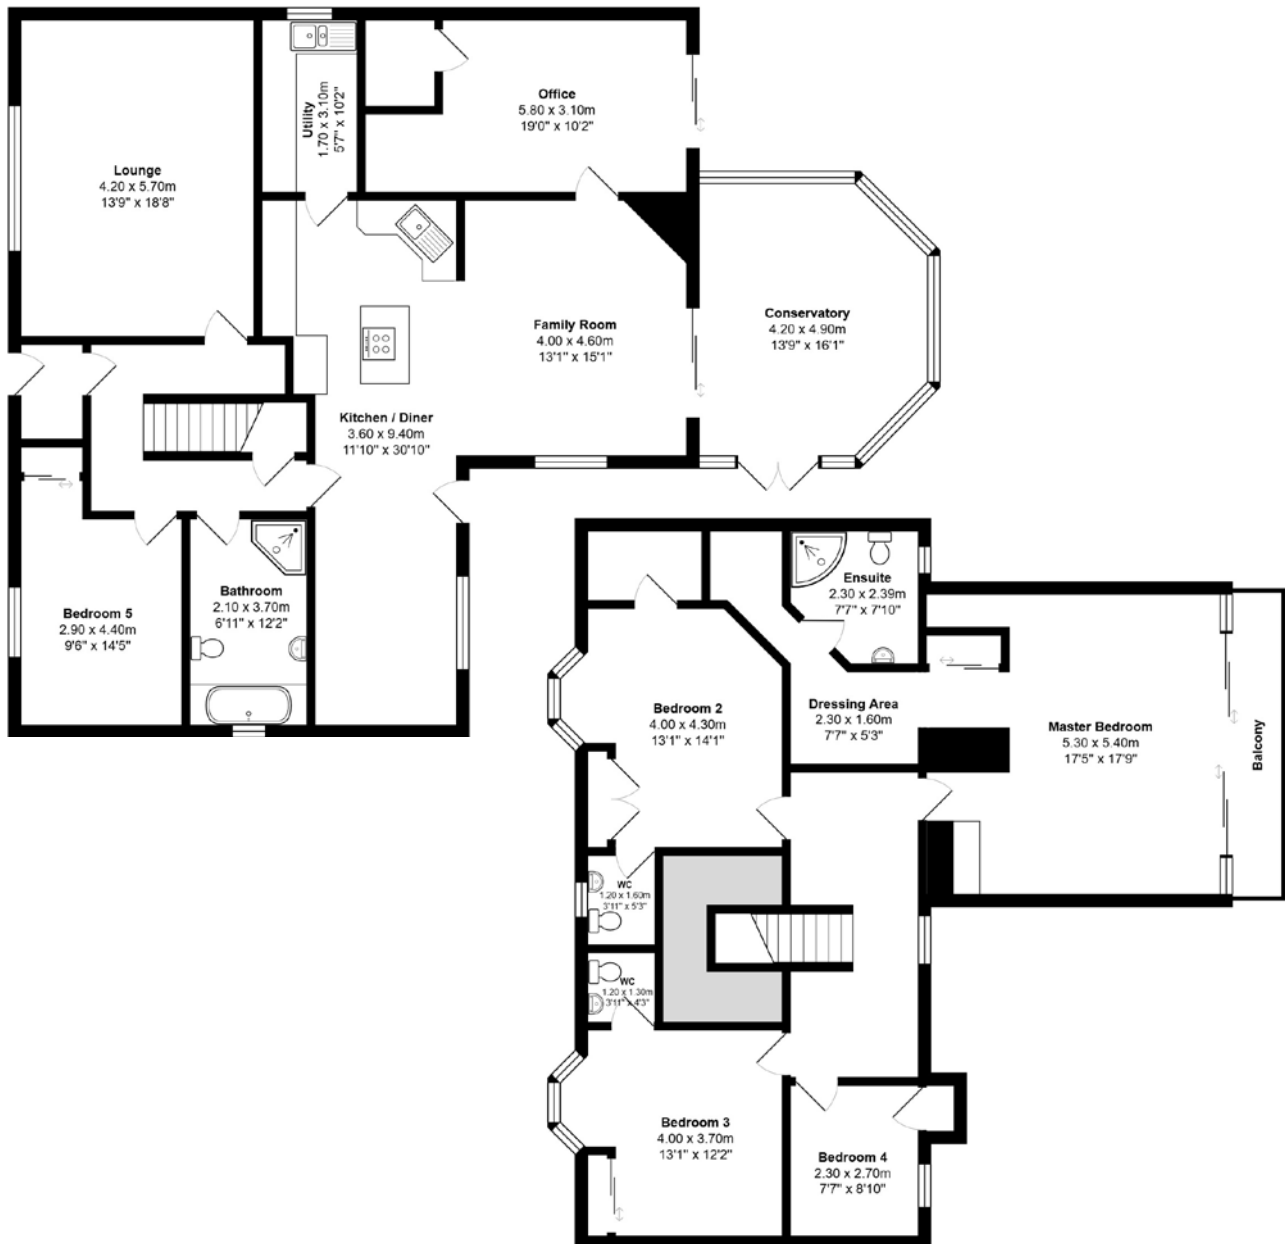 Lounge
4.20 x 5.70m
13'9" x 18'8"
Utility
1.70 x 3.10m
5'7" x 10'2"
Office
5.80 x 3.10m
19'0" x 10'2"
Family Room
4.00 x 4.60m
13'1" x 15'1"
Conservatory
4.20 x 4.90m
13'9" x 16'1"
Kitchen / Diner
3.60 x 9.40m
11'10" x 30'10"
Bedroom 5
2.90 x 4.40m
9'6" x 14'5"
Bathroom
2.10 x 3.70m
6'11" x 12'2"
Ensuite
2.30 x 2.39m
7'7" x 7'10"
Bedroom 2
4.00 x 4.30m
13'1" x 14'1"
Dressing Area
2.30 x 1.60m
7'7" x 5'3"
Master Bedroom
5.30 x 5.40m
17'5" x 17'9"
Balcony
WC
1.20 x 1.60m
3'11" x 5'3"
WC
1.20 x 1.30m
3'11" x 4'3"
Bedroom 3
4.00 x 3.70m
13'1" x 12'2"
Bedroom 4
2.30 x 2.70m
7'7" x 8'10"